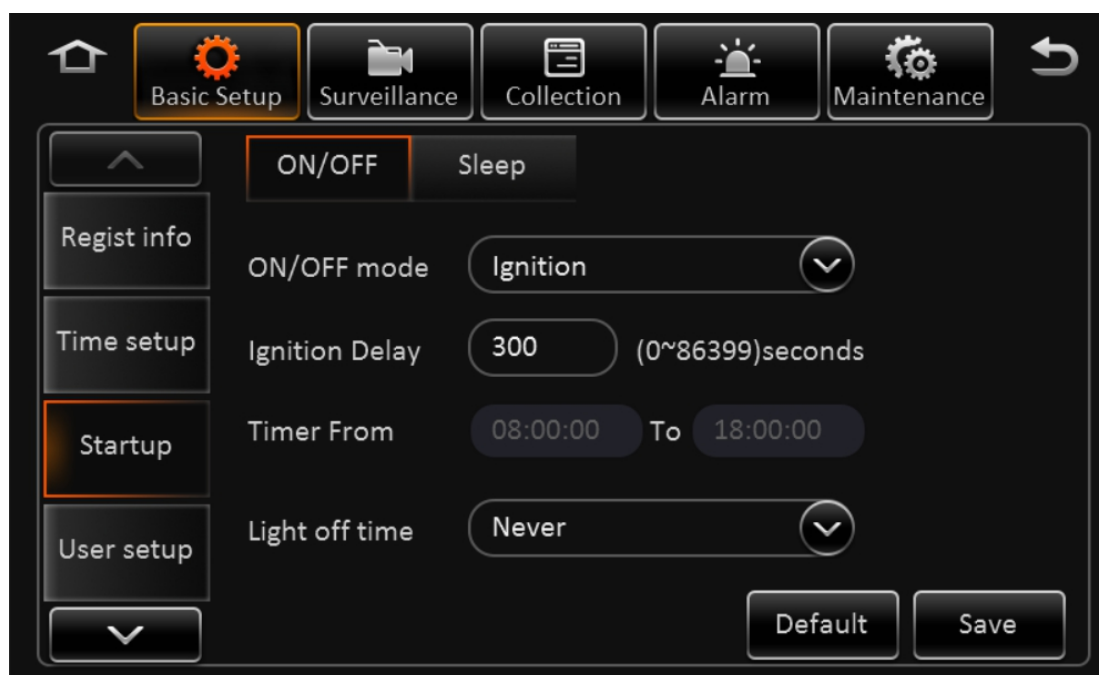 Basic Setup
Surveillance
Collection
Alarm
Maintenance
ON/OFF
Sleep
Regist info
Time setup
Startup
User setup
ON/OFF mode
Ignition
Ignition Delay
300
(0~86399)seconds
Timer From
08:00:00
To
18:00:00
Light off time
Never
Default
Save